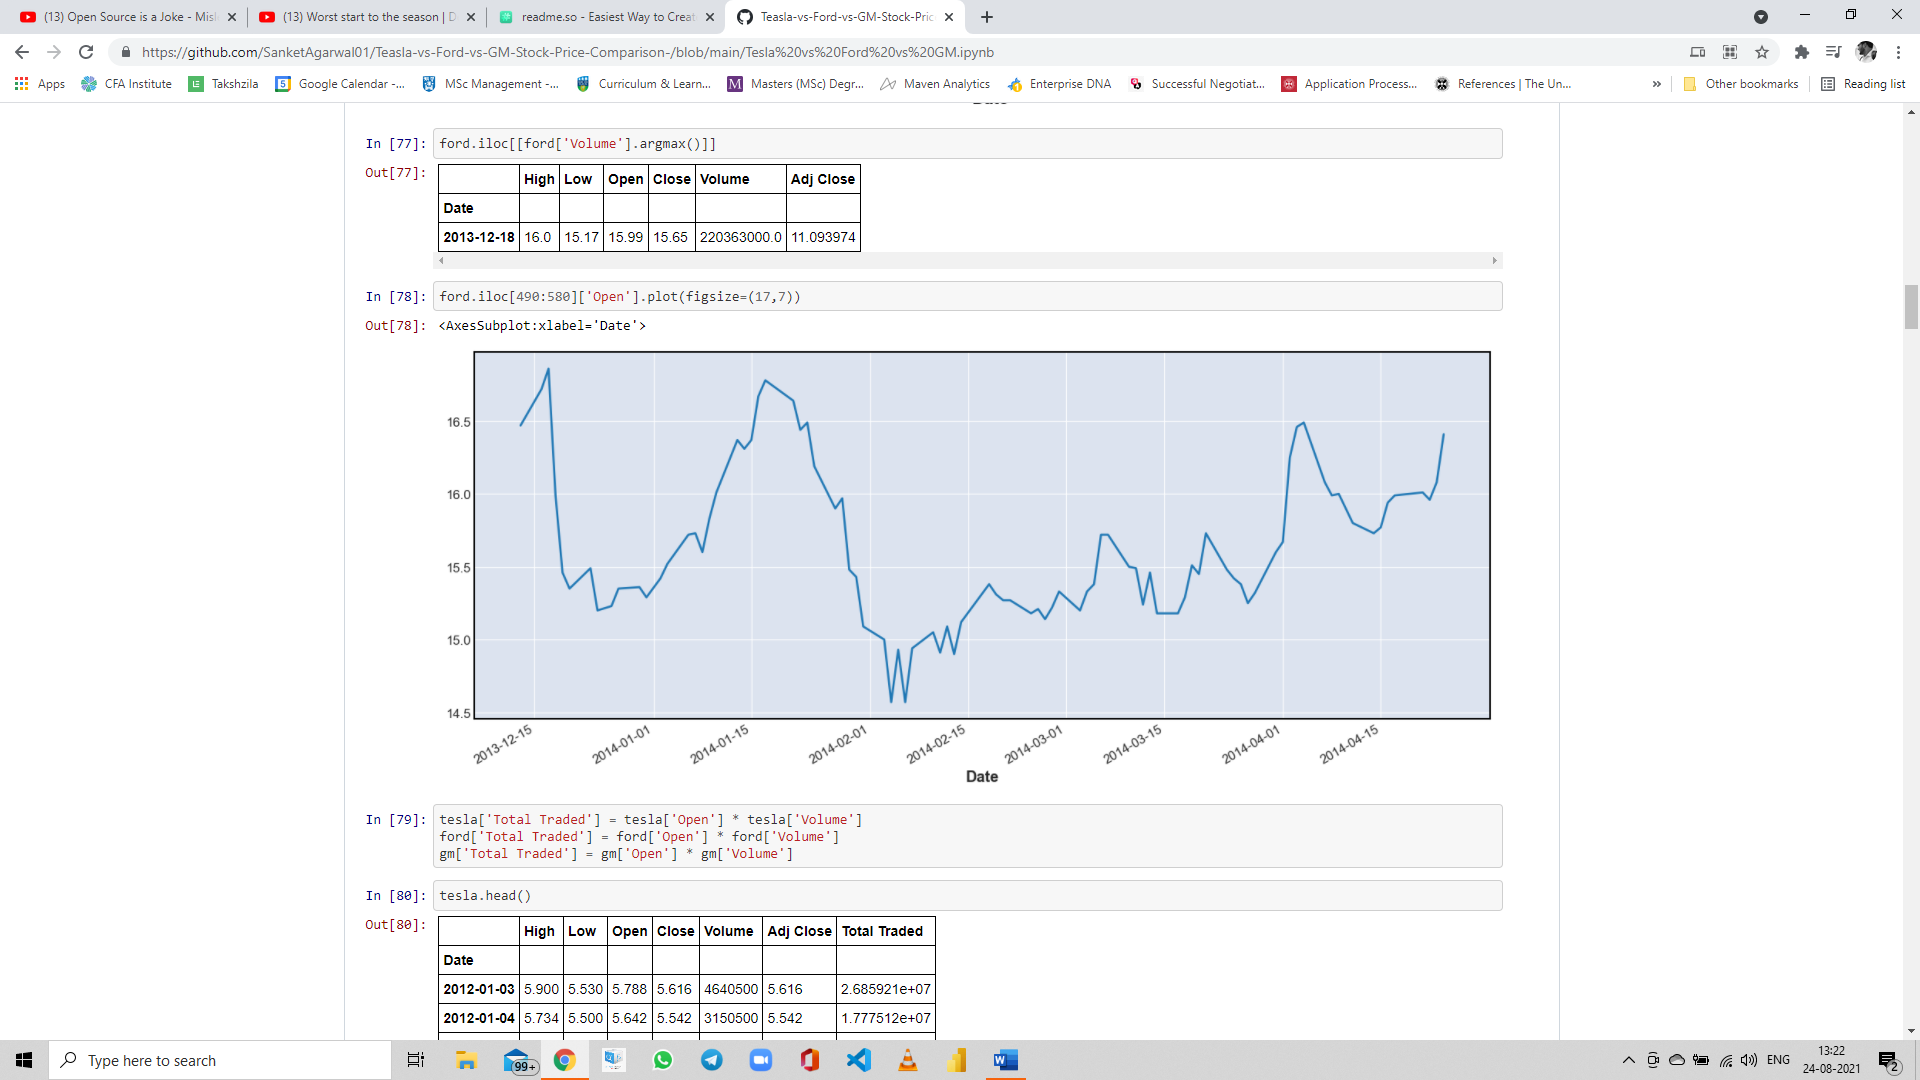 (13) Open Source is a Joke - Misl
(13) Worst start to the season | D
readme.so - Easiest Way to Creat
Teasla-vs-Ford-vs-GM-Stock-Pric
https://github.com/SanketAgarwal01/Teasla-vs-Ford-vs-GM-Stock-Price-Comparison-/blob/main/Tesla%20vs%20Ford%20vs%20GM.ipynb
Apps
CFA Institute
Takshzila
Google Calendar -...
MSc Management -...
Curriculum & Learn...
Masters (MSc) Degr...
Maven Analytics
Enterprise DNA
Successful Negotiat...
Application Process...
References | The Un...
»
Other bookmarks
Reading list
In [77]: ford.iloc[[ford['Volume'].argmax()]]
Out[77]:
High Low Open Close Volume Adj Close
Date
2013-12-18 16.0 15.17 15.99 15.65 220363000.0 11.093974
In [78]: ford.iloc[490:580]['Open'].plot(figsize=(17,7))
Out[78]: <AxesSubplot:xlabel='Date'>
16.5
16.0
15.5
15.0
14.5
2013-12-15
2014-01-01
2014-01-15
2014-02-01
2014-02-15
2014-03-01
2014-03-15
2014-04-01
2014-04-15
Date
In [79]: tesla['Total Traded'] = tesla['Open'] * tesla['Volume']
ford['Total Traded'] = ford['Open'] * ford['Volume']
gm['Total Traded'] = gm['Open'] * gm['Volume']
In [80]: tesla.head()
Out[80]:
High Low Open Close Volume Adj Close Total Traded
Date
2012-01-03 5.900 5.530 5.788 5.616 4640500 5.616 2.685921e+07
2012-01-04 5.734 5.500 5.642 5.542 3150500 5.542 1.777512e+07
Type here to search
99+
ENG
13:22
24-08-2021
2